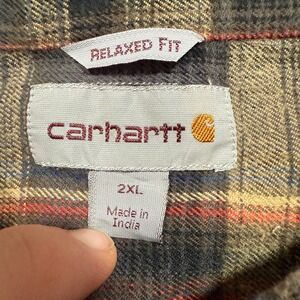 RELAXED FIT
carhartt
2XL
Made in
India